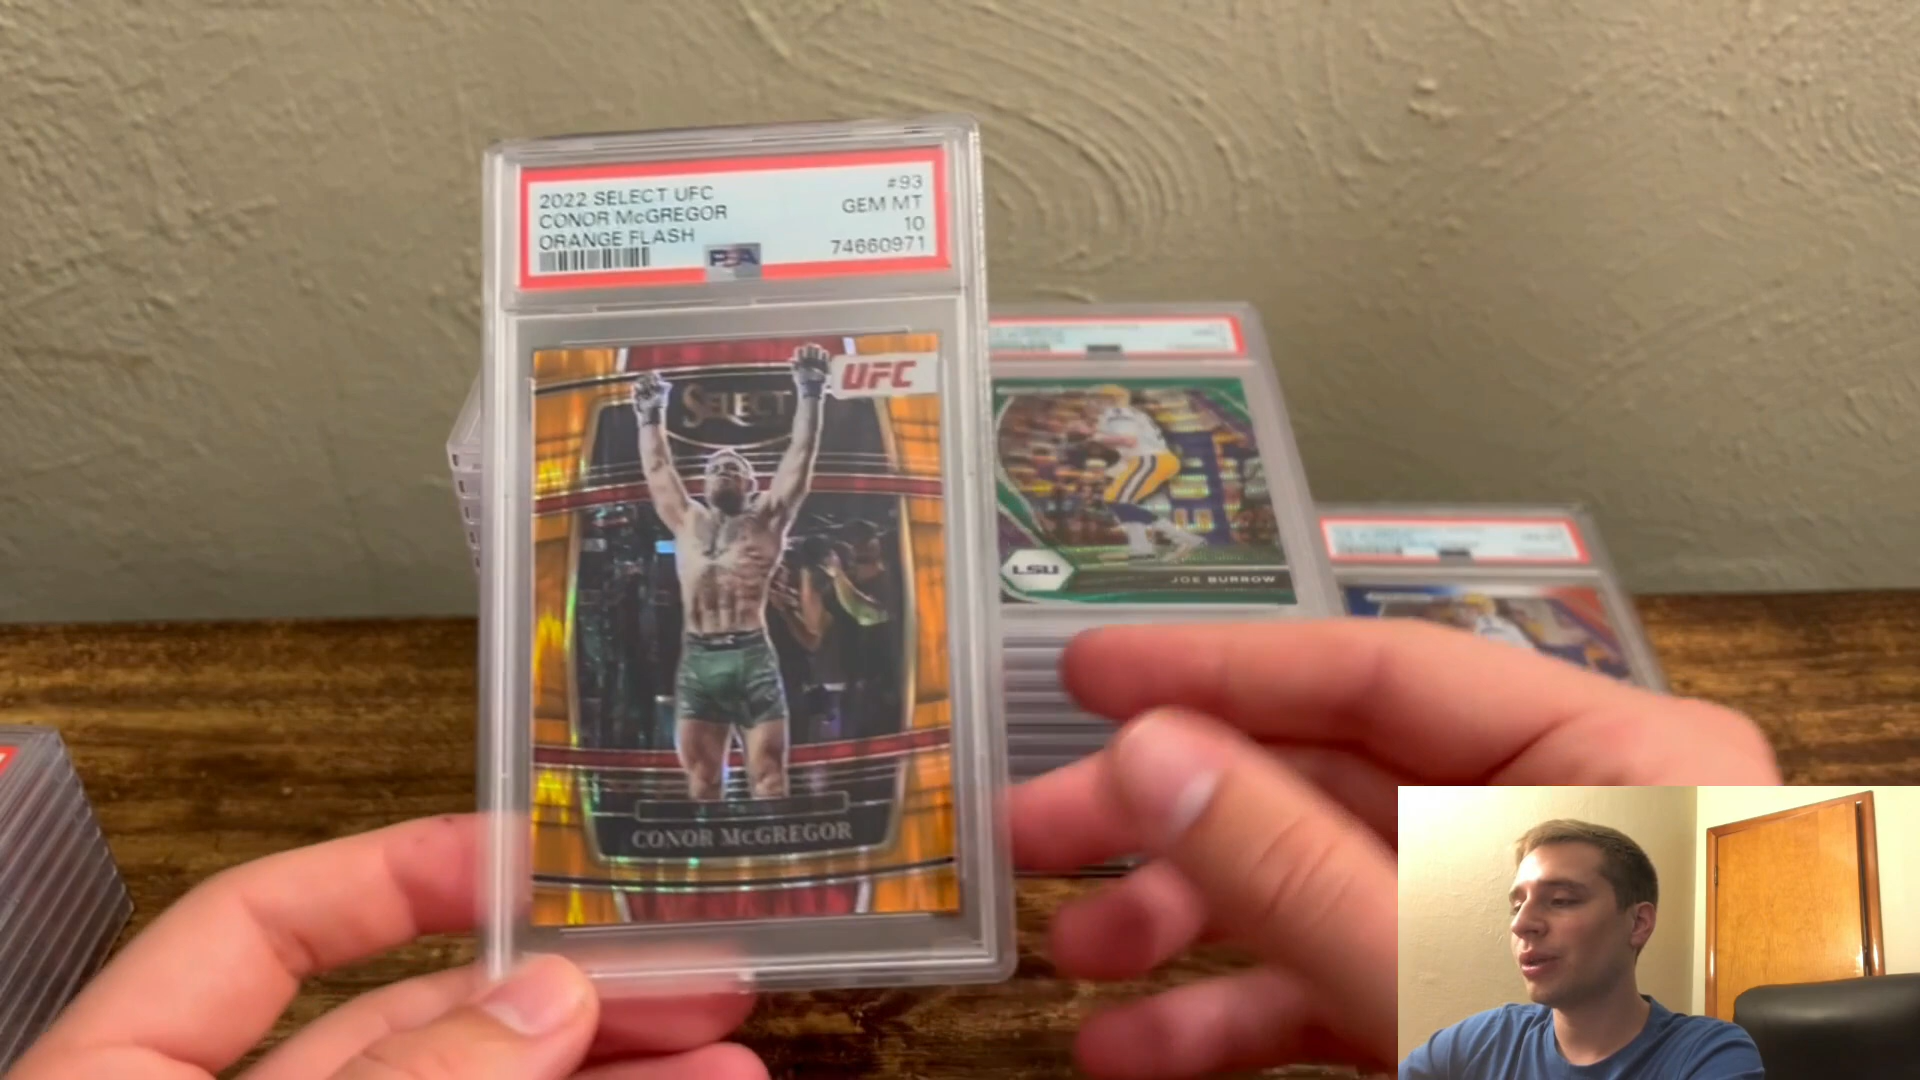 2022 SELECT UFC #93
CONOR McGREGOR GEM MT
ORANGE FLASH 10
PSA 74660971
UFC
SELECT
CONOR McGREGOR
LSU
JOE BURROW